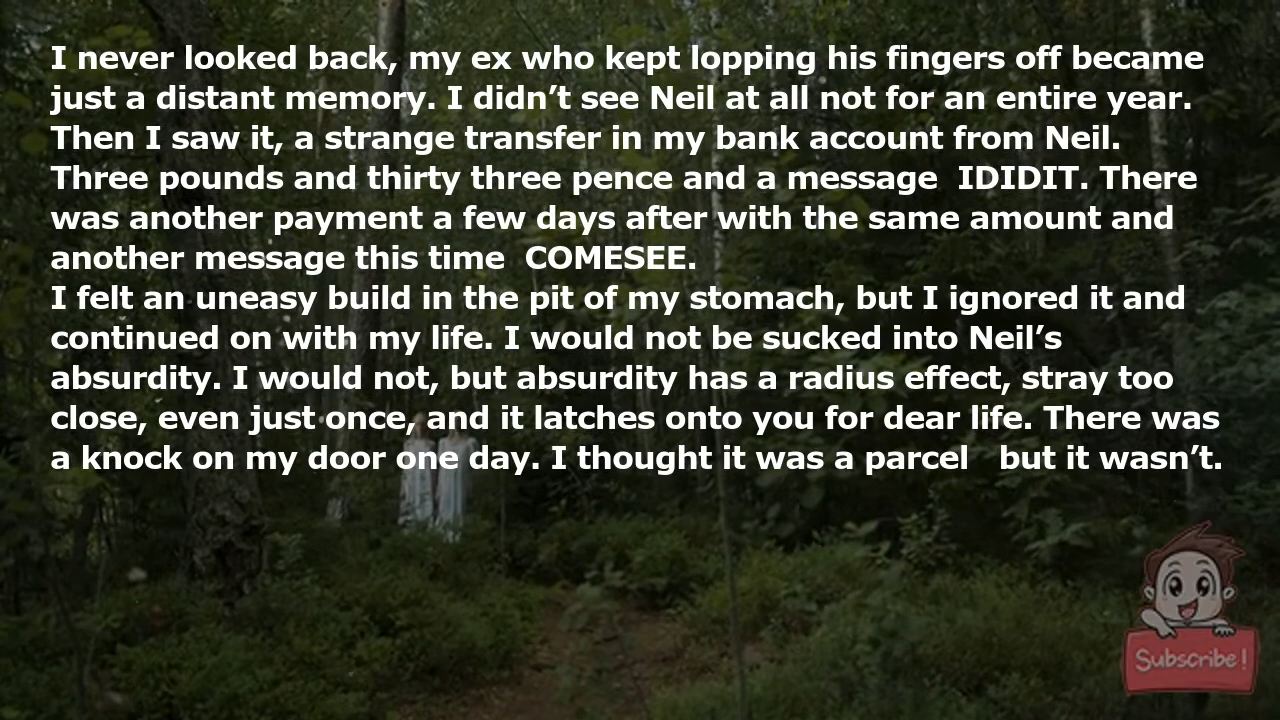 I never looked back, my ex who kept lopping his fingers off became
just a distant memory. I didn’t see Neil at all not for an entire year.
Then I saw it, a strange transfer in my bank account from Neil.
Three pounds and thirty three pence and a message  IDIDIT. There
was another payment a few days after with the same amount and
another message this time  COMESEE.
I felt an uneasy build in the pit of my stomach, but I ignored it and
continued on with my life. I would not be sucked into Neil’s
absurdity. I would not, but absurdity has a radius effect, stray too
close, even just once, and it latches onto you for dear life. There was
a knock on my door one day. I thought it was a parcel   but it wasn’t.
Subscribe!